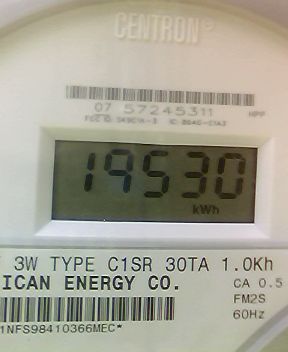 CENTRON®
07 57245311
HPP
19530
kWh
3W TYPE C1SR 30TA 1.0Kh
ICAN ENERGY CO.
CA 0.5
FM2S
60Hz
1NFS98410366MEC*